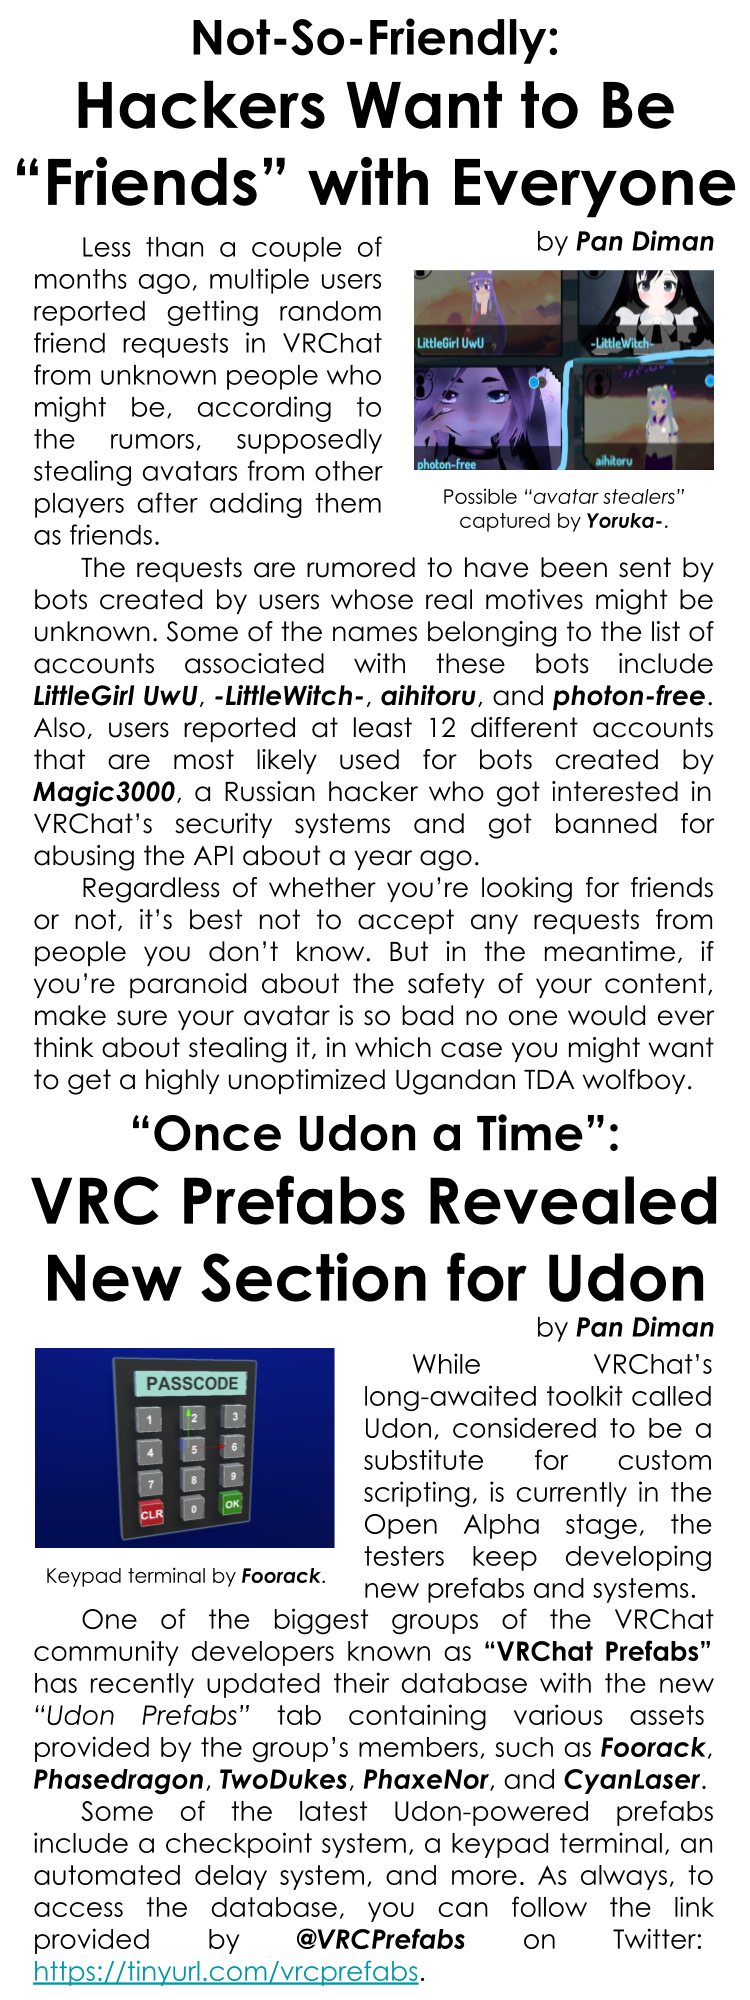 Not-So-Friendly:
Hackers Want to Be
“Friends” with Everyone
by Pan Diman
Less than a couple of
months ago, multiple users
reported getting random
friend requests in VRChat
from unknown people who
might be, according to
the rumors, supposedly
stealing avatars from other
players after adding them
as friends.
LittleGirl UwU
-LittleWitch-
photon-free
aihitoru
Possible “avatar stealers”
captured by Yoruka-.
The requests are rumored to have been sent by
bots created by users whose real motives might be
unknown. Some of the names belonging to the list of
accounts associated with these bots include
LittleGirl UwU, -LittleWitch-, aihitoru, and photon-free.
Also, users reported at least 12 different accounts
that are most likely used for bots created by
Magic3000, a Russian hacker who got interested in
VRChat’s security systems and got banned for
abusing the API about a year ago.
Regardless of whether you’re looking for friends
or not, it’s best not to accept any requests from
people you don’t know. But in the meantime, if
you’re paranoid about the safety of your content,
make sure your avatar is so bad no one would ever
think about stealing it, in which case you might want
to get a highly unoptimized Ugandan TDA wolfboy.
“Once Udon a Time”:
VRC Prefabs Revealed
New Section for Udon
by Pan Diman
PASSCODE
1 2 3
4 5 6
7 8 9
CLR 0 OK
Keypad terminal by Foorack.
While VRChat’s
long-awaited toolkit called
Udon, considered to be a
substitute for custom
scripting, is currently in the
Open Alpha stage, the
testers keep developing
new prefabs and systems.
One of the biggest groups of the VRChat
community developers known as “VRChat Prefabs”
has recently updated their database with the new
“Udon Prefabs” tab containing various assets
provided by the group’s members, such as Foorack,
Phasedragon, TwoDukes, PhaxeNor, and CyanLaser.
Some of the latest Udon-powered prefabs
include a checkpoint system, a keypad terminal, an
automated delay system, and more. As always, to
access the database, you can follow the link
provided by @VRCPrefabs on Twitter:
https://tinyurl.com/vrcprefabs.